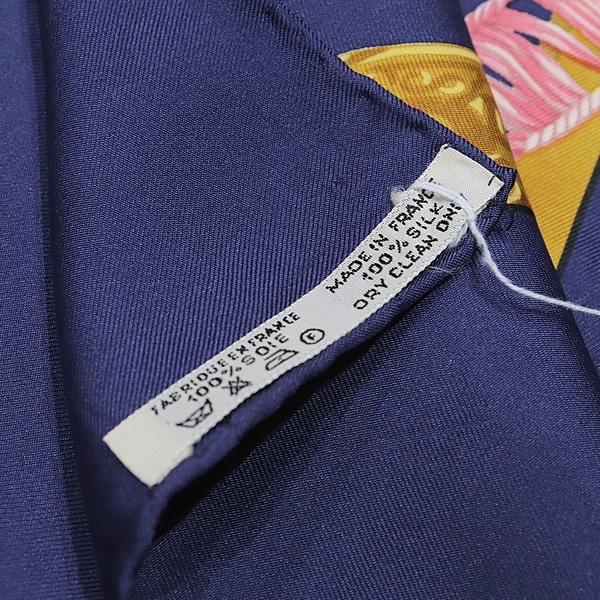 FABRIQUE EN FRANCE
100% SOIE
MADE IN FRANCE
100% SILK
DRY CLEAN ONL